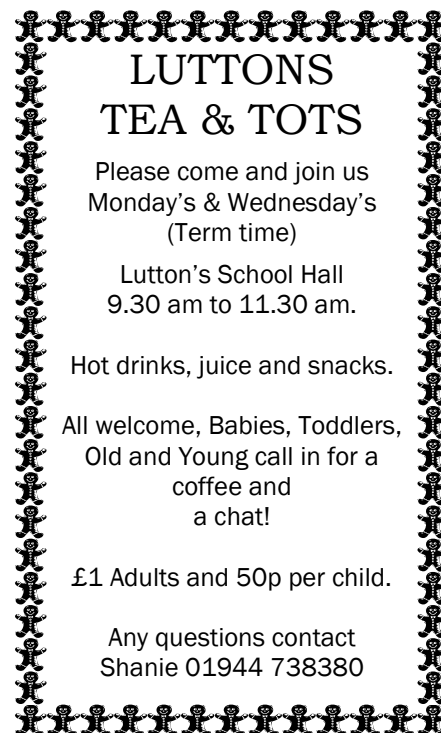 LUTTONS
TEA & TOTS
Please come and join us
Monday’s & Wednesday’s
(Term time)
Lutton’s School Hall
9.30 am to 11.30 am.
Hot drinks, juice and snacks.
All welcome, Babies, Toddlers,
Old and Young call in for a
coffee and
a chat!
£1 Adults and 50p per child.
Any questions contact
Shanie 01944 738380